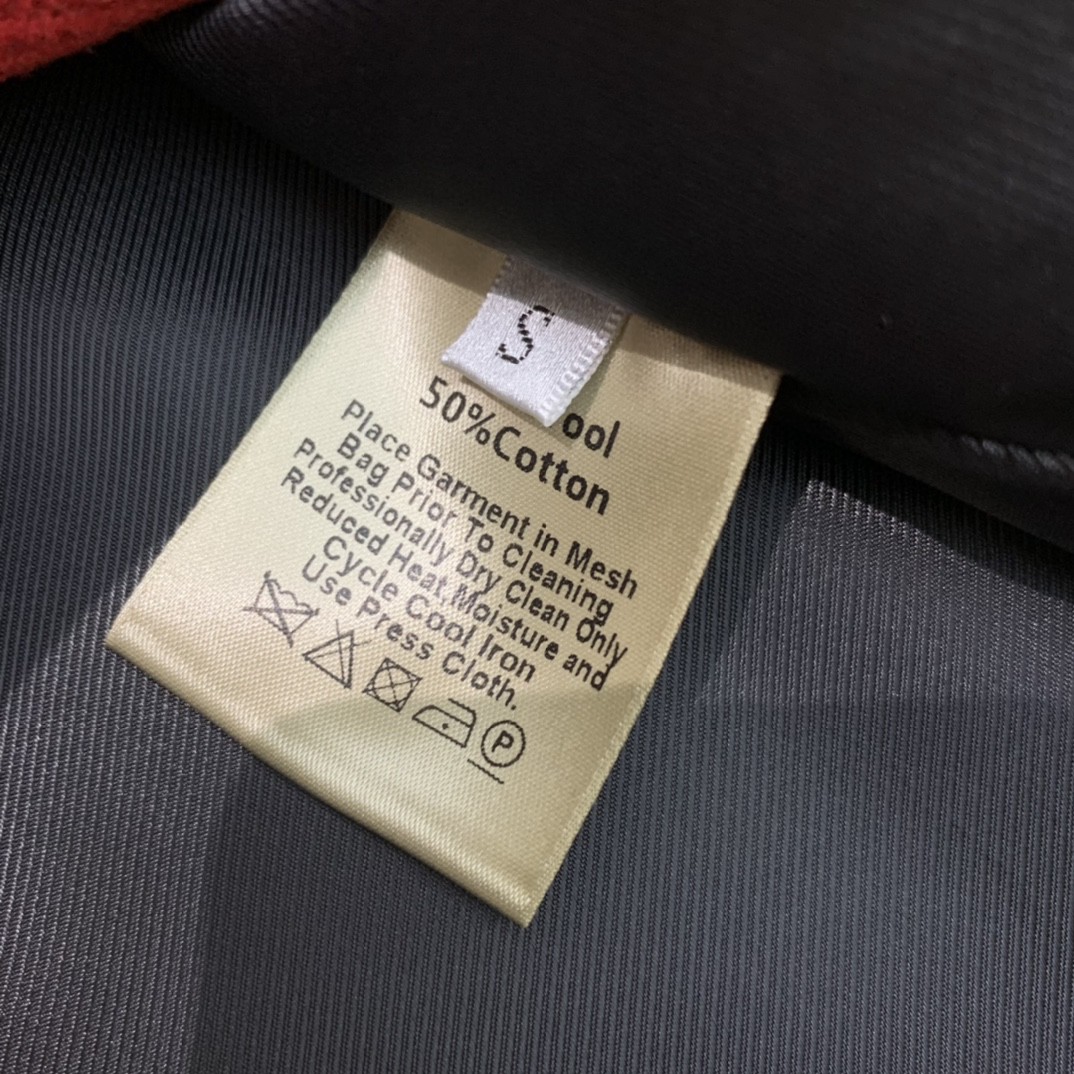 S
ool
50%Cotton
Place Garment in Mesh
Bag Prior To Cleaning
Professionally Dry Clean Only
Reduced Heat,Moisture and
Cycle Cool Iron
Use Press Cloth.
P